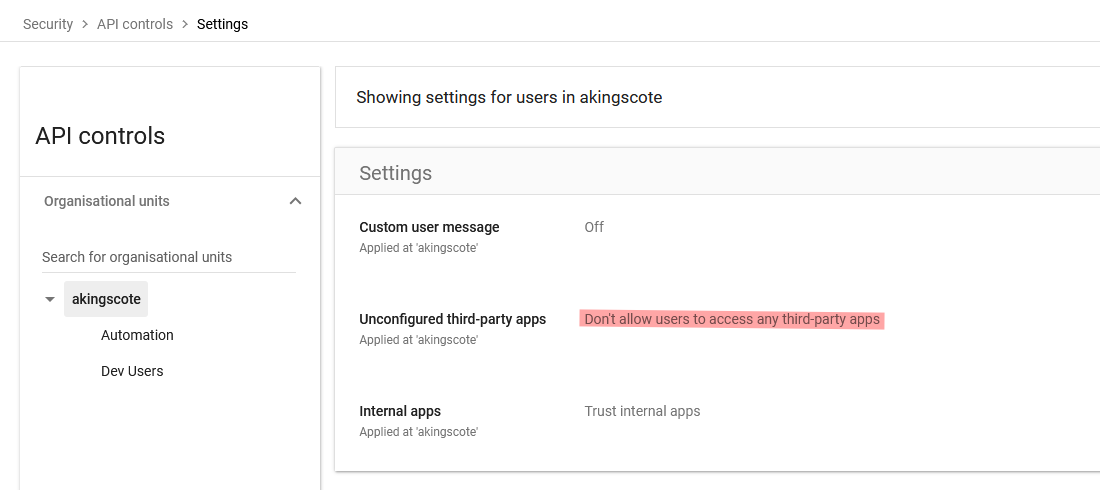 Security > API controls > Settings
API controls
Organisational units
Search for organisational units
akingscote
Automation
Dev Users
Showing settings for users in akingscote
Settings
Custom user message Off
Applied at 'akingscote'
Unconfigured third-party apps Don't allow users to access any third-party apps
Applied at 'akingscote'
Internal apps Trust internal apps
Applied at 'akingscote'